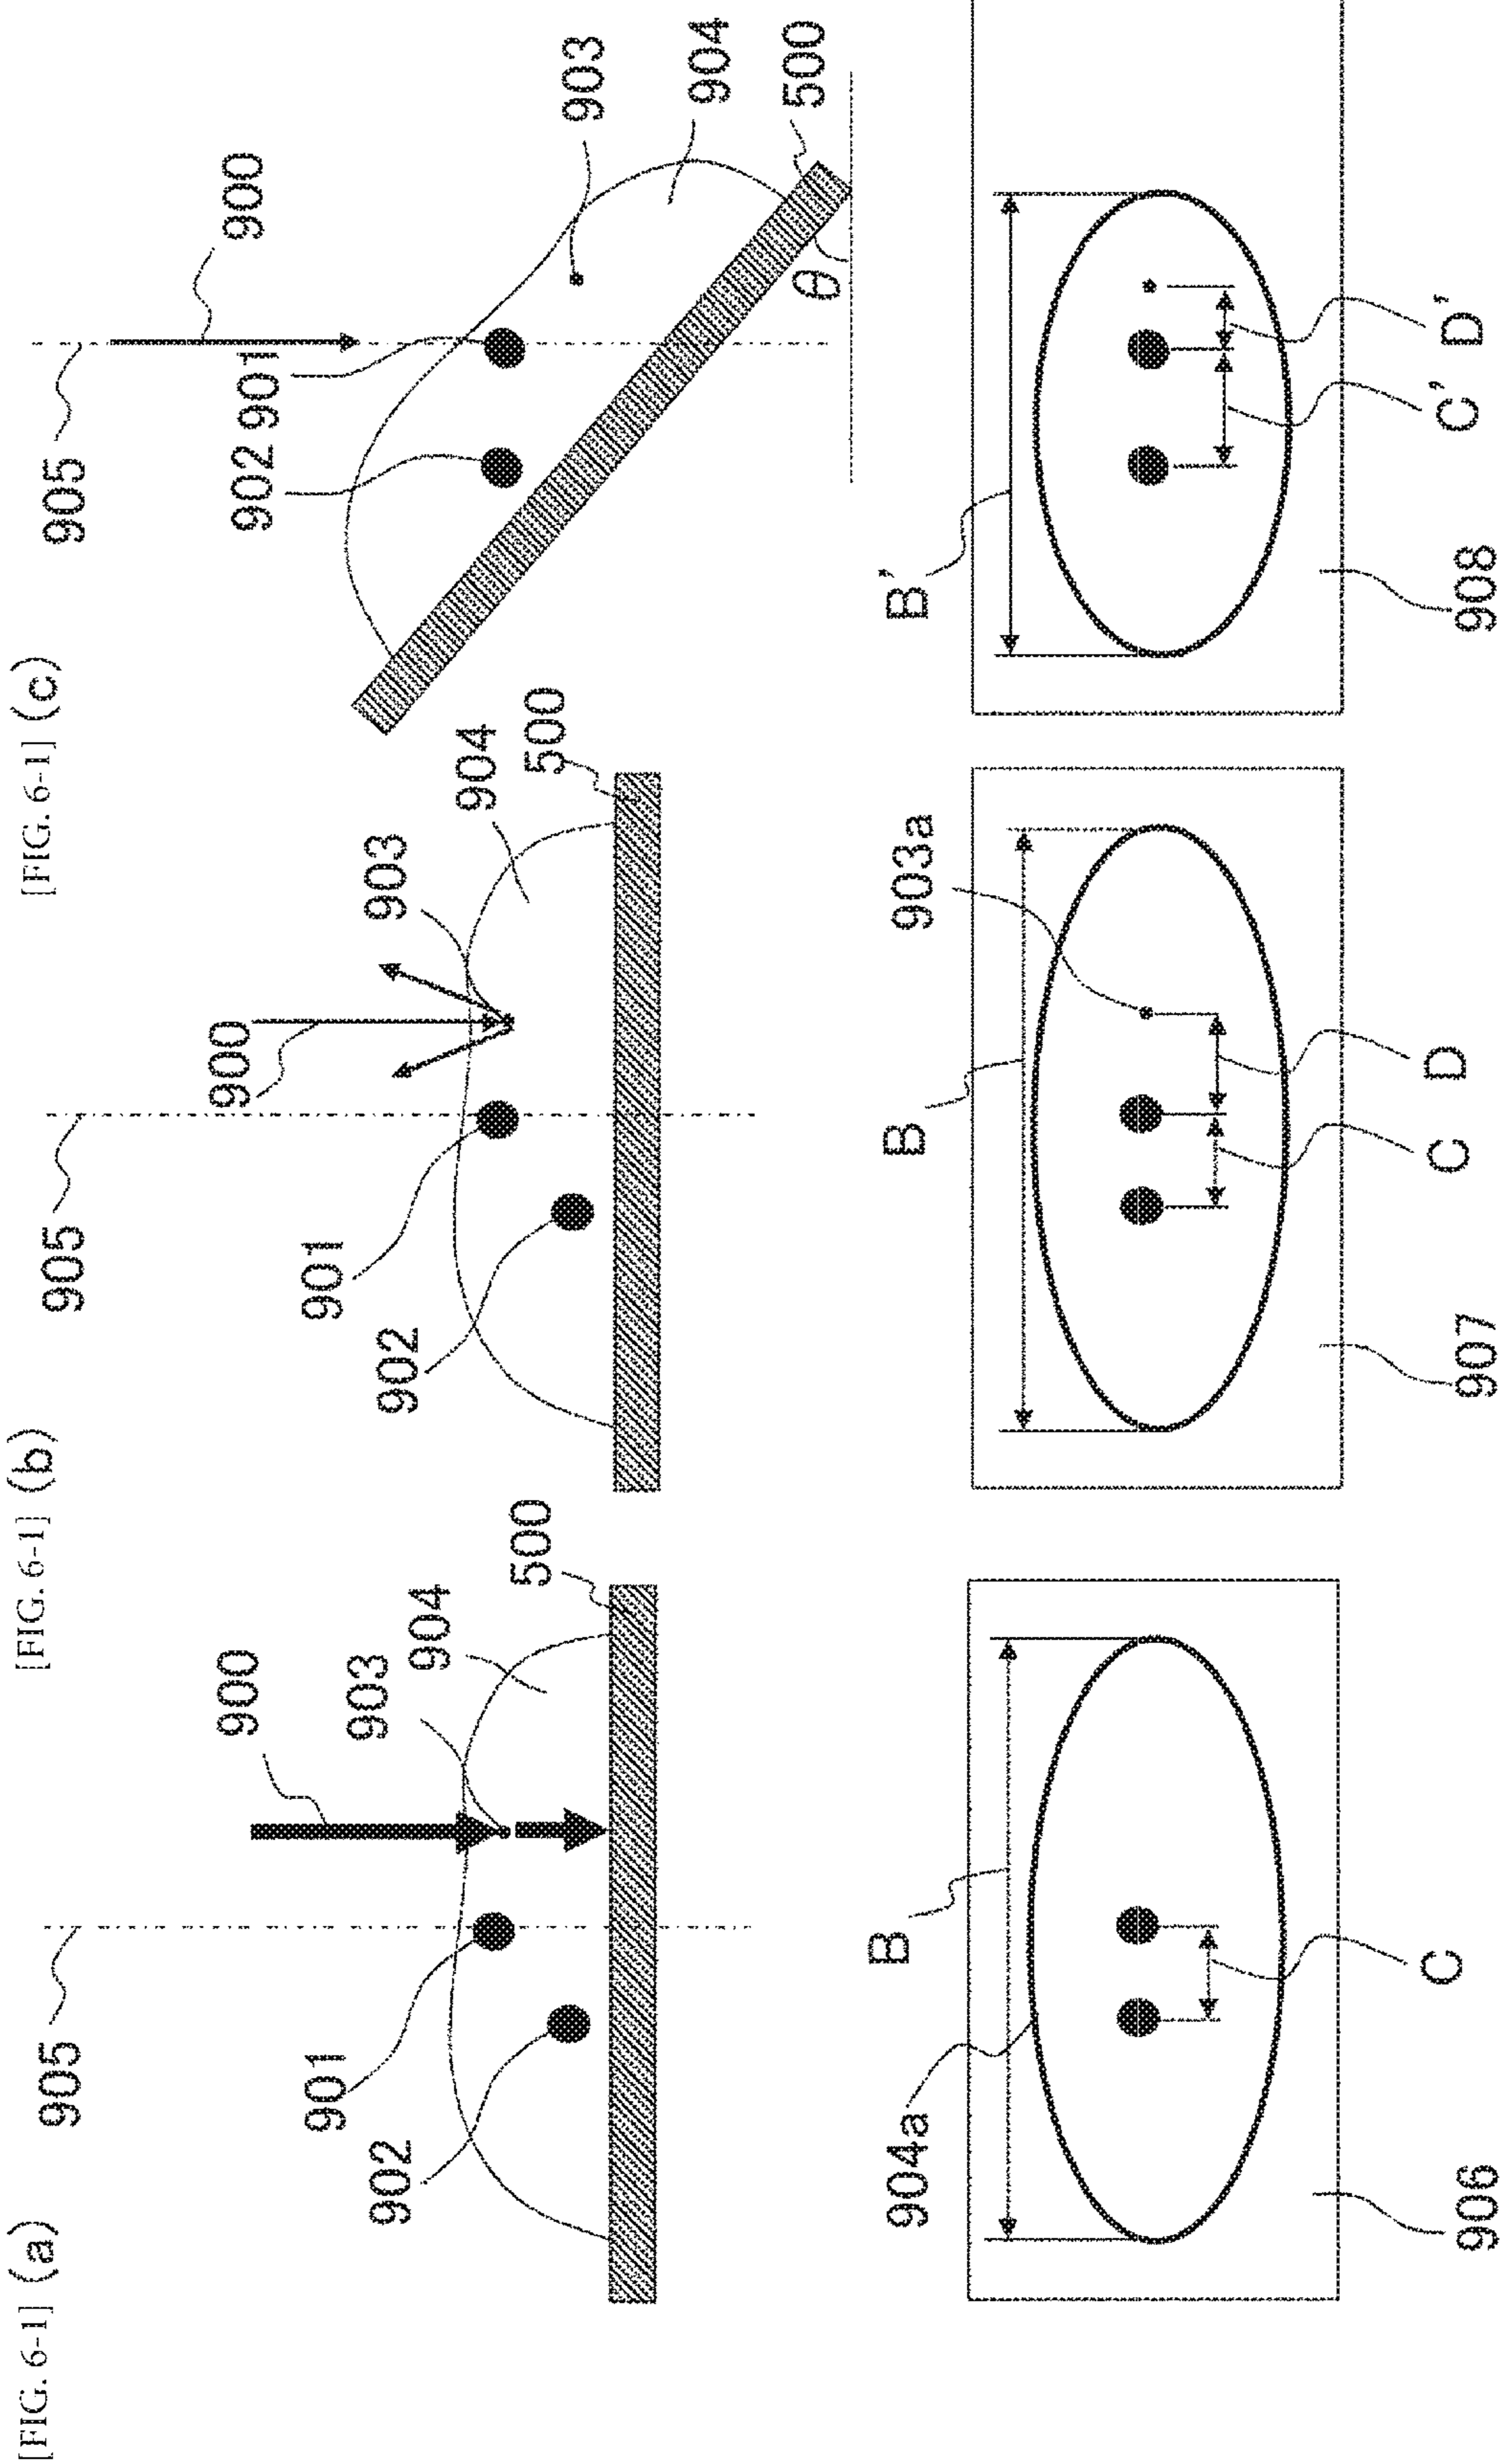 [FIG. 6-1] (a)
905
900
901
903
902
904
500
B
904a
C
906
[FIG. 6-1] (b)
905
900
901
903
902
904
500
B
903a
C
D
907
[FIG. 6-1] (c)
905
900
902
901
903
904
500
θ
B'
C'
D'
908